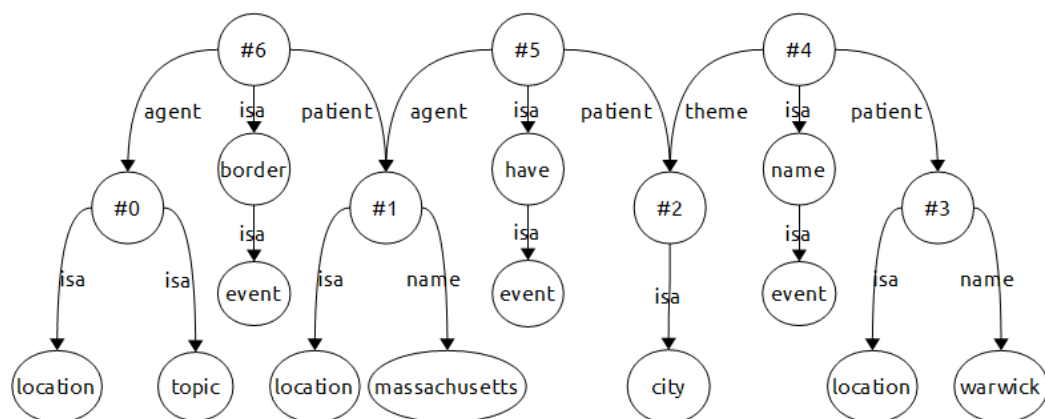 #6 #5 #4
agent isa patient agent isa patient theme isa patient
border have name
#0 #1 #2 #3
isa isa isa
isa isa event isa name event isa event isa name
location topic location massachusetts city location warwick